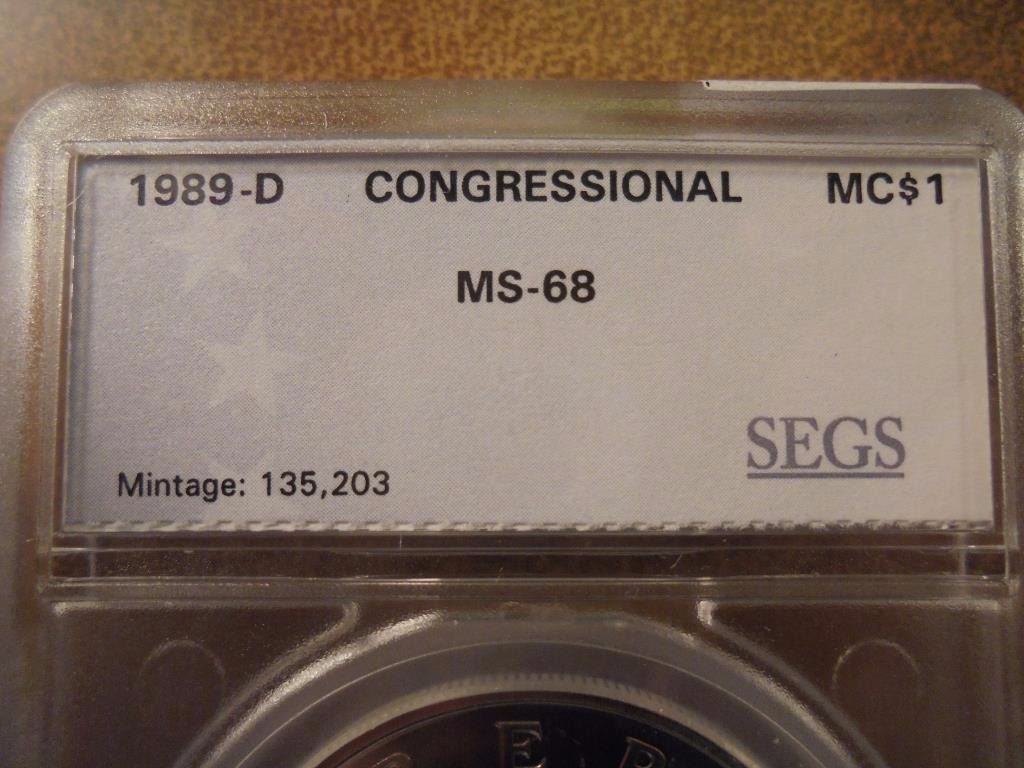 1989-D CONGRESSIONAL MC$1
MS-68
SEGS
Mintage: 135,203
E